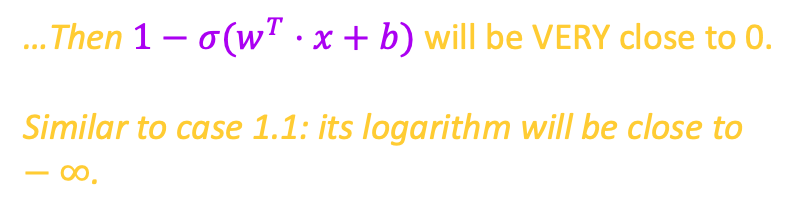 ...Then 1 − σ(wᵀ · x + b) will be VERY close to 0.
Similar to case 1.1: its logarithm will be close to
− ∞.